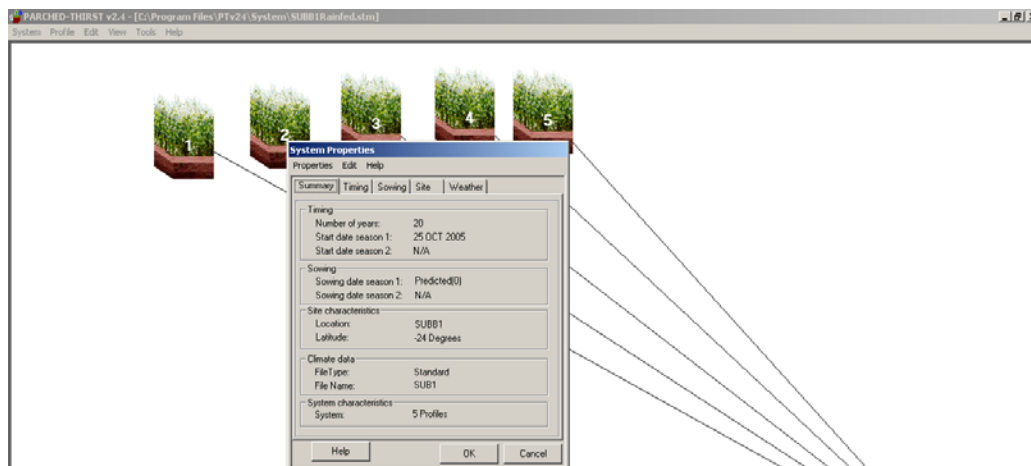 PARCHED-THIRST v2.4 - [C:\Program Files\PTv24\System\SUBB1Rainfed.stm]
System Profile Edit View Tools Help
1
2
3
4
5
System Properties
Properties Edit Help
Summary Timing Sowing Site Weather
Timing
Number of years: 20
Start date season 1: 25 OCT 2005
Start date season 2: N/A
Sowing
Sowing date season 1: Predicted(0)
Sowing date season 2: N/A
Site characteristics
Location: SUBB1
Latitude: -24 Degrees
Climate data
FileType: Standard
File Name: SUB1
System characteristics
System: 5 Profiles
Help OK Cancel